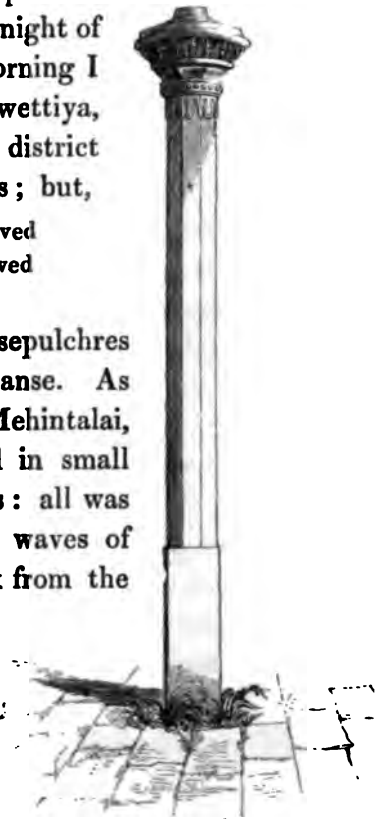 night of
orning I
wettiya,
district
s; but,
ved
ved
sepulchres
anse. As
Mehintalai,
in small
s: all was
waves of
from the